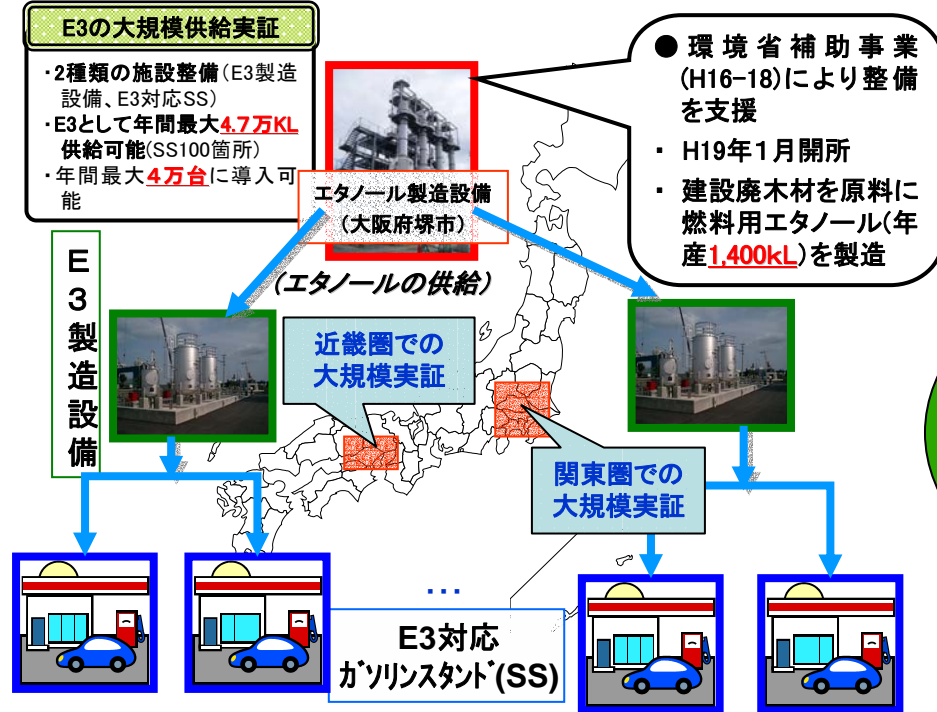 E3の大規模供給実証
・2種類の施設整備(E3製造
設備、E3対応SS)
・E3として年間最大4.7万KL
供給可能(SS100箇所)
・年間最大4万台に導入可
能
●環境省補助事業
(H16-18)により整備
を支援
・ H19年1月開所
・ 建設廃木材を原料に
燃料用エタノール(年
産1,400kL)を製造
エタノール製造設備
(大阪府堺市)
(エタノールの供給)
E
3
製
造
設
備
近畿圏での
大規模実証
関東圏での
大規模実証
…
E3対応
ｶﾞｿﾘﾝｽﾀﾝﾄﾞ(SS)